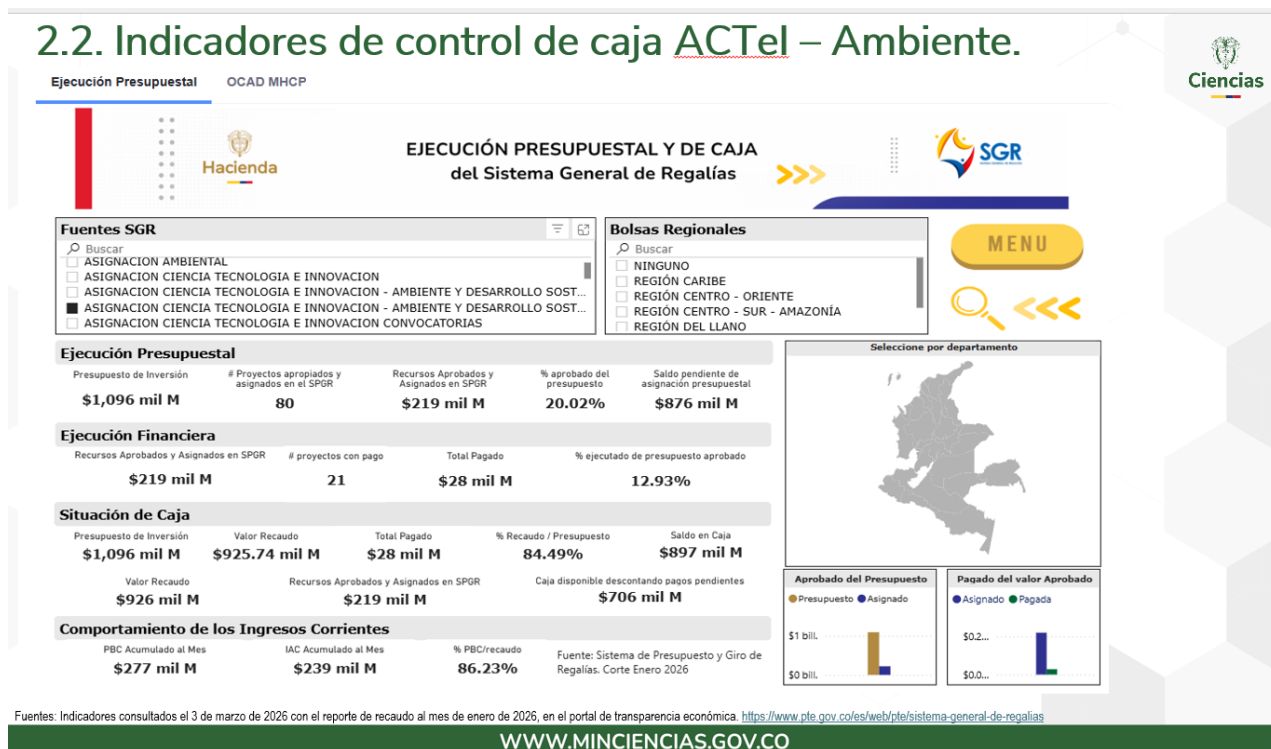 2.2. Indicadores de control de caja ACTeI – Ambiente.
Ciencias
Ejecución Presupuestal OCAD MHCP
Hacienda
EJECUCIÓN PRESUPUESTAL Y DE CAJA
del Sistema General de Regalías
SGR
Fuentes SGR
Buscar
ASIGNACION AMBIENTAL
ASIGNACION CIENCIA TECNOLOGIA E INNOVACION
ASIGNACION CIENCIA TECNOLOGIA E INNOVACION - AMBIENTE Y DESARROLLO SOST...
ASIGNACION CIENCIA TECNOLOGIA E INNOVACION - AMBIENTE Y DESARROLLO SOST...
ASIGNACION CIENCIA TECNOLOGIA E INNOVACION CONVOCATORIAS
Bolsas Regionales
Buscar
NINGUNO
REGIÓN CARIBE
REGIÓN CENTRO - ORIENTE
REGIÓN CENTRO - SUR - AMAZONÍA
REGIÓN DEL LLANO
MENU
Ejecución Presupuestal
Presupuesto de Inversión
$1,096 mil M
# Proyectos apropiados y
asignados en el SPGR
80
Recursos Aprobados y
Asignados en SPGR
$219 mil M
% aprobado del
presupuesto
20.02%
Saldo pendiente de
asignación presupuestal
$876 mil M
Ejecución Financiera
Recursos Aprobados y Asignados en SPGR
$219 mil M
# proyectos con pago
21
Total Pagado
$28 mil M
% ejecutado de presupuesto aprobado
12.93%
Situación de Caja
Presupuesto de Inversión
$1,096 mil M
Valor Recaudo
$925.74 mil M
Total Pagado
$28 mil M
% Recaudo / Presupuesto
84.49%
Saldo en Caja
$897 mil M
Valor Recaudo
$926 mil M
Recursos Aprobados y Asignados en SPGR
$219 mil M
Caja disponible descontando pagos pendientes
$706 mil M
Comportamiento de los Ingresos Corrientes
PBC Acumulado al Mes
$277 mil M
IAC Acumulado al Mes
$239 mil M
% PBC/recaudo
86.23%
Fuente: Sistema de Presupuesto y Giro de
Regalías. Corte Enero 2026
Seleccione por departamento
Aprobado del Presupuesto
Presupuesto Asignado
$1 bill.
$0 bill.
Pagado del valor Aprobado
Asignado Pagada
$0.2...
$0.0...
Fuentes: Indicadores consultados el 3 de marzo de 2026 con el reporte de recaudo al mes de enero de 2026, en el portal de transparencia económica. https://www.pte.gov.co/es/web/pte/sistema-general-de-regalias
WWW.MINCIENCIAS.GOV.CO